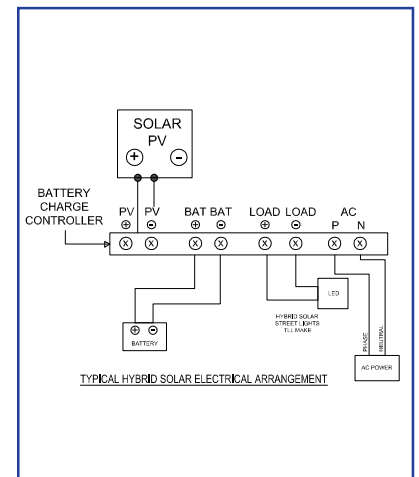 SOLAR
PV
⊕ ⊖
BATTERY
CHARGE
CONTROLLER
PV PV BAT BAT LOAD LOAD AC
⊕ ⊖ ⊕ ⊖ ⊕ ⊖ P N
BATTERY
⊕ ⊖
LED
HYBRID SOLAR
STREET LIGHTS
TLL MAKE
PHASE
NEUTRAL
AC POWER
TYPICAL HYBRID SOLAR ELECTRICAL ARRANGEMENT